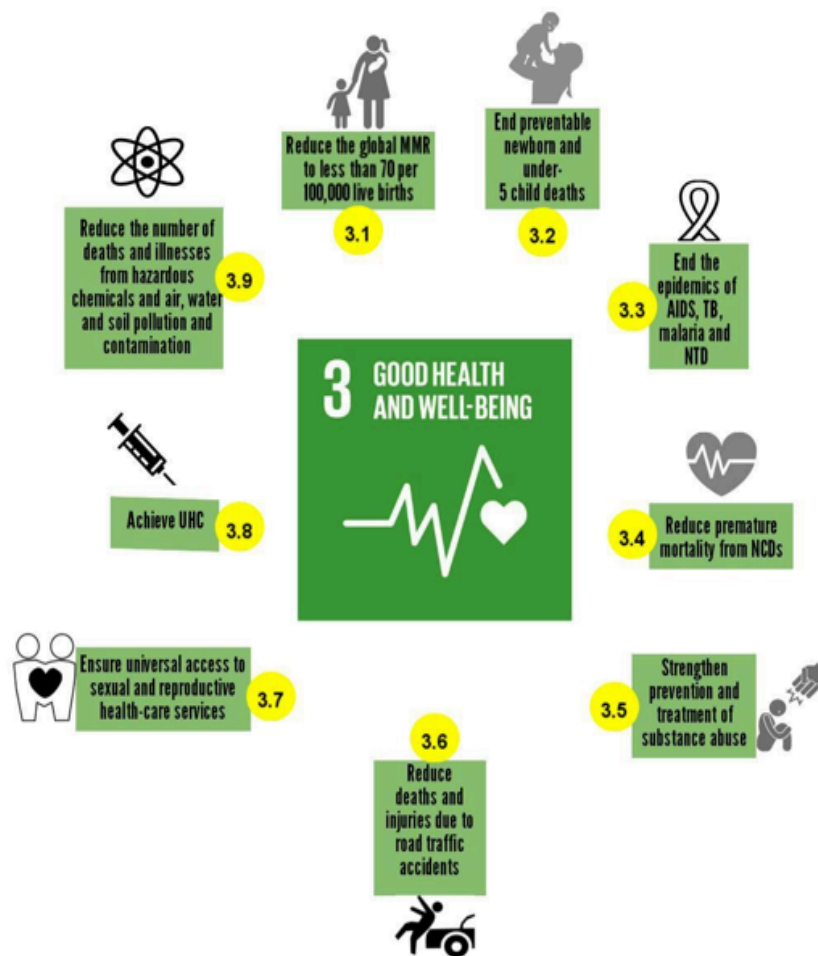 3 GOOD HEALTH
AND WELL-BEING
Reduce the global MMR
to less than 70 per
100,000 live births
3.1
End preventable
newborn and
under-
5 child deaths
3.2
End the
epidemics of
AIDS, TB,
malaria and
NTD
3.3
Reduce premature
mortality from NCDs
3.4
Strengthen
prevention and
treatment of
substance abuse
3.5
3.6
Reduce
deaths and
injuries due to
road traffic
accidents
Ensure universal access to
sexual and reproductive
health-care services
3.7
Achieve UHC
3.8
Reduce the number of
deaths and illnesses
from hazardous
chemicals and air, water
and soil pollution and
contamination
3.9